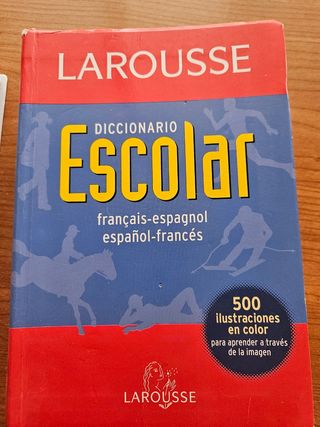 LAROUSSE
DICCIONARIO
Escolar
français-espagnol
español-francés
500
ilustraciones
en color
para aprender a través
de la imagen
LAROUSSE